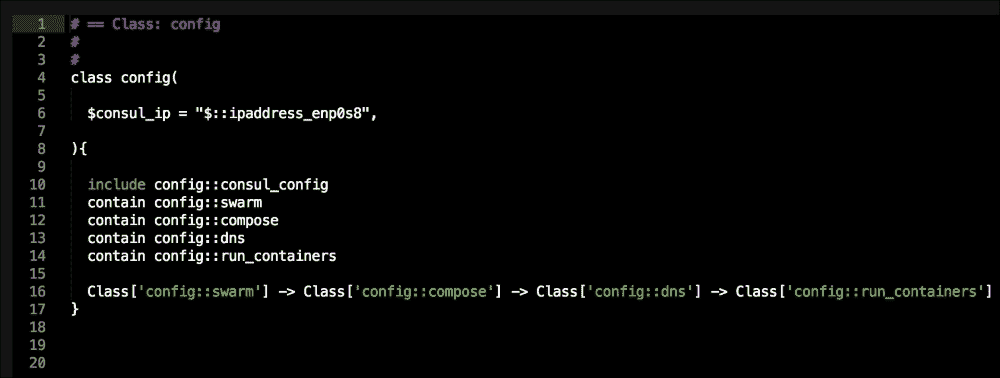 1 # == Class: config
2 #
3 #
4 class config(
5
6 $consul_ip = "$::ipaddress_enp0s8",
7
8 ){
9
10 include config::consul_config
11 contain config::swarm
12 contain config::compose
13 contain config::dns
14 contain config::run_containers
15
16 Class['config::swarm'] -> Class['config::compose'] -> Class['config::dns'] -> Class['config::run_containers']
17 }
18
19
20